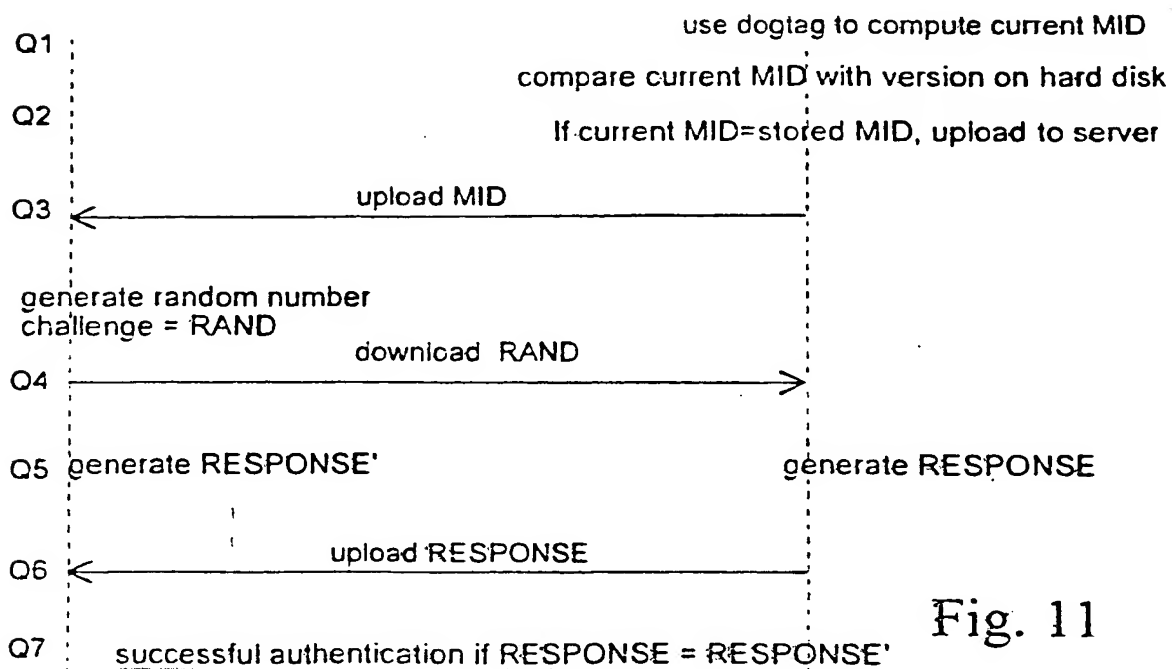 use dogtag to compute current MID
Q1
compare current MID with version on hard disk
Q2
If current MID=stored MID, upload to server
upload MID
Q3
generate random number
challenge = RAND
download RAND
Q4
Q5 generate RESPONSE' generate RESPONSE
upload RESPONSE
Q6
Fig. 11
Q7 successful authentication if RESPONSE = RESPONSE'